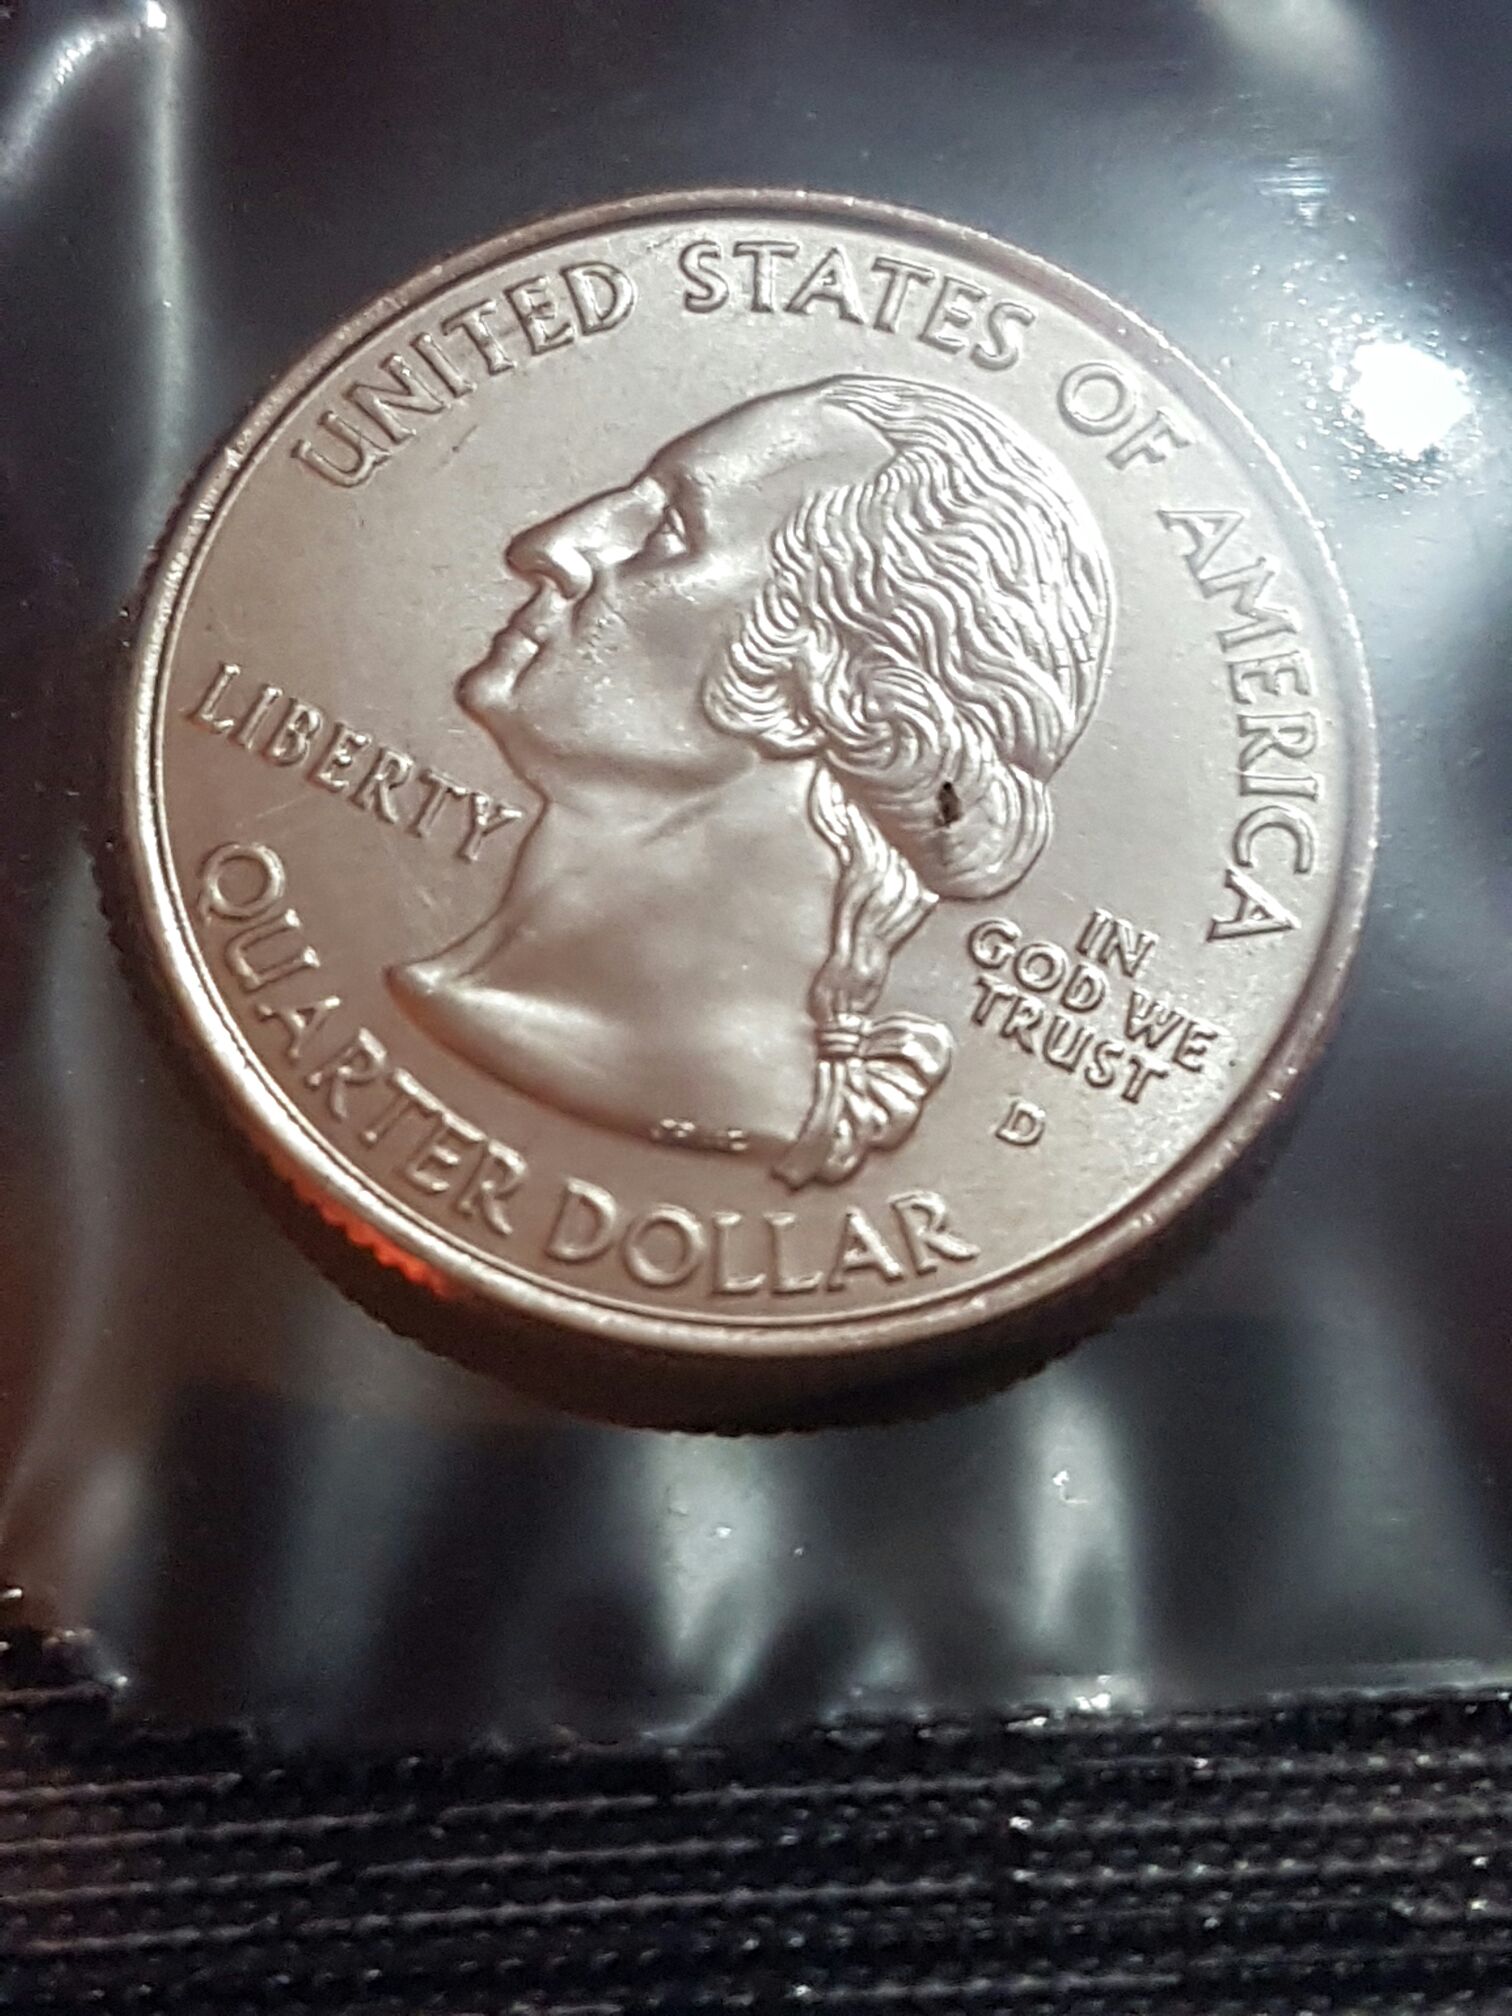 UNITED STATES OF AMERICA
LIBERTY
IN
GOD WE
TRUST
D
QUARTER DOLLAR